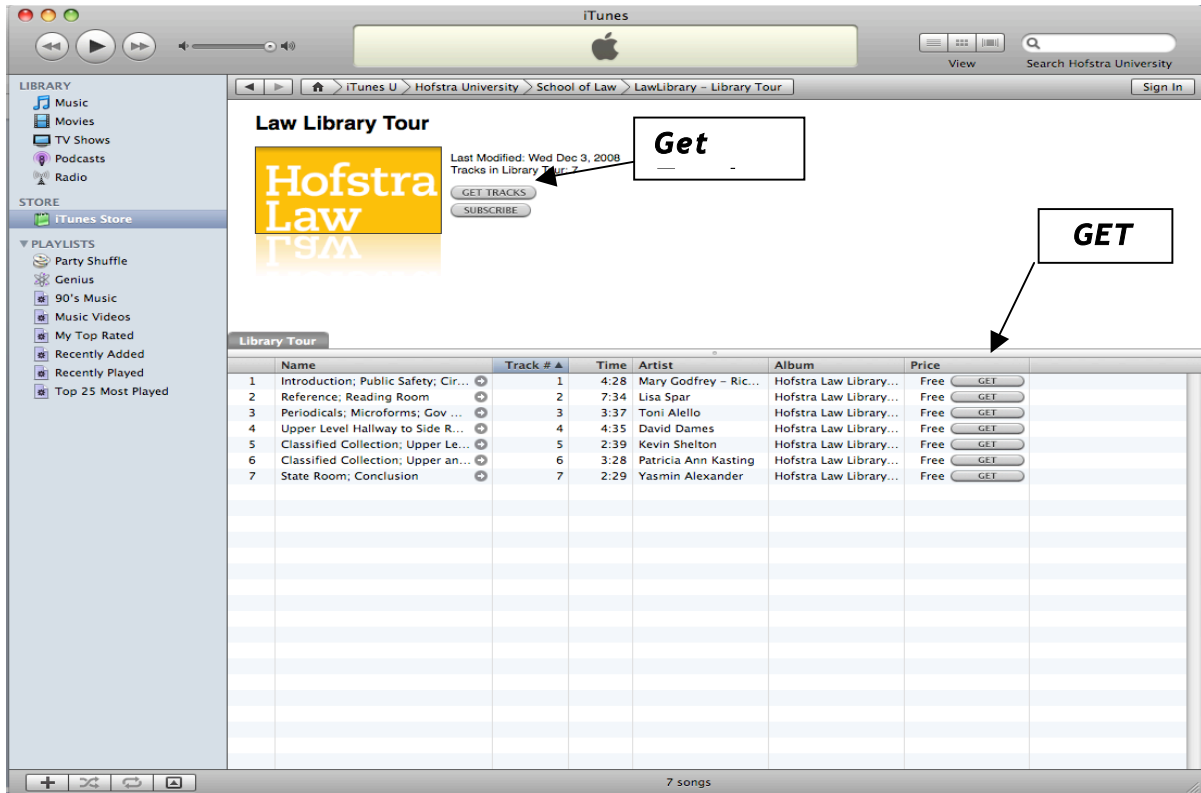 iTunes
View
Search Hofstra University
LIBRARY
Music
Movies
TV Shows
Podcasts
Radio
STORE
iTunes Store
PLAYLISTS
Party Shuffle
Genius
90's Music
Music Videos
My Top Rated
Recently Added
Recently Played
Top 25 Most Played
iTunes U Hofstra University School of Law LawLibrary – Library Tour
Sign In
Law Library Tour
Hofstra
Law
Last Modified: Wed Dec 3, 2008
Tracks in Library Tour: 7
GET TRACKS
SUBSCRIBE
Get
GET
Library Tour
Name Track # Time Artist Album Price
1 Introduction; Public Safety; Cir... 1 4:28 Mary Godfrey – Ric... Hofstra Law Library... Free GET
2 Reference; Reading Room 2 7:34 Lisa Spar Hofstra Law Library... Free GET
3 Periodicals; Microforms; Gov ... 3 3:37 Toni Alello Hofstra Law Library... Free GET
4 Upper Level Hallway to Side R... 4 4:35 David Dames Hofstra Law Library... Free GET
5 Classified Collection; Upper Le... 5 2:39 Kevin Shelton Hofstra Law Library... Free GET
6 Classified Collection; Upper an... 6 3:28 Patricia Ann Kasting Hofstra Law Library... Free GET
7 State Room; Conclusion 7 2:29 Yasmin Alexander Hofstra Law Library... Free GET
7 songs